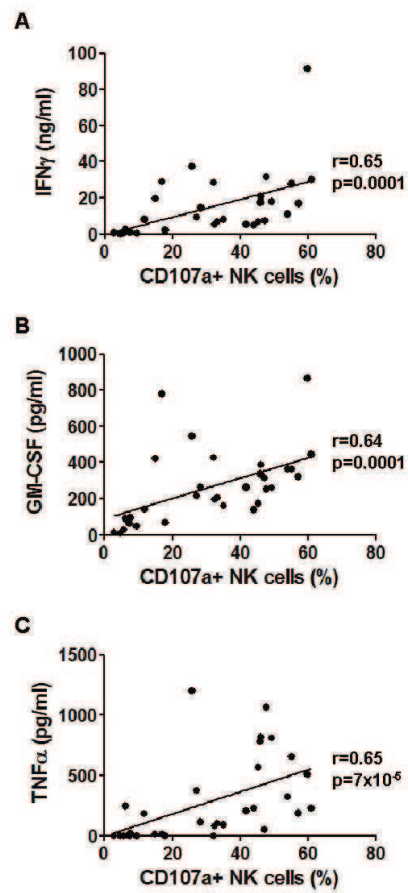 A
100
80
60
40
20
0
IFNγ (ng/ml)
r=0.65
p=0.0001
0 20 40 60 80
CD107a+ NK cells (%)
B
1000
800
600
400
200
0
GM-CSF (pg/ml)
r=0.64
p=0.0001
0 20 40 60 80
CD107a+ NK cells (%)
C
1500
1000
500
0
TNFα (pg/ml)
r=0.65
p=7x10⁻⁵
0 20 40 60 80
CD107a+ NK cells (%)